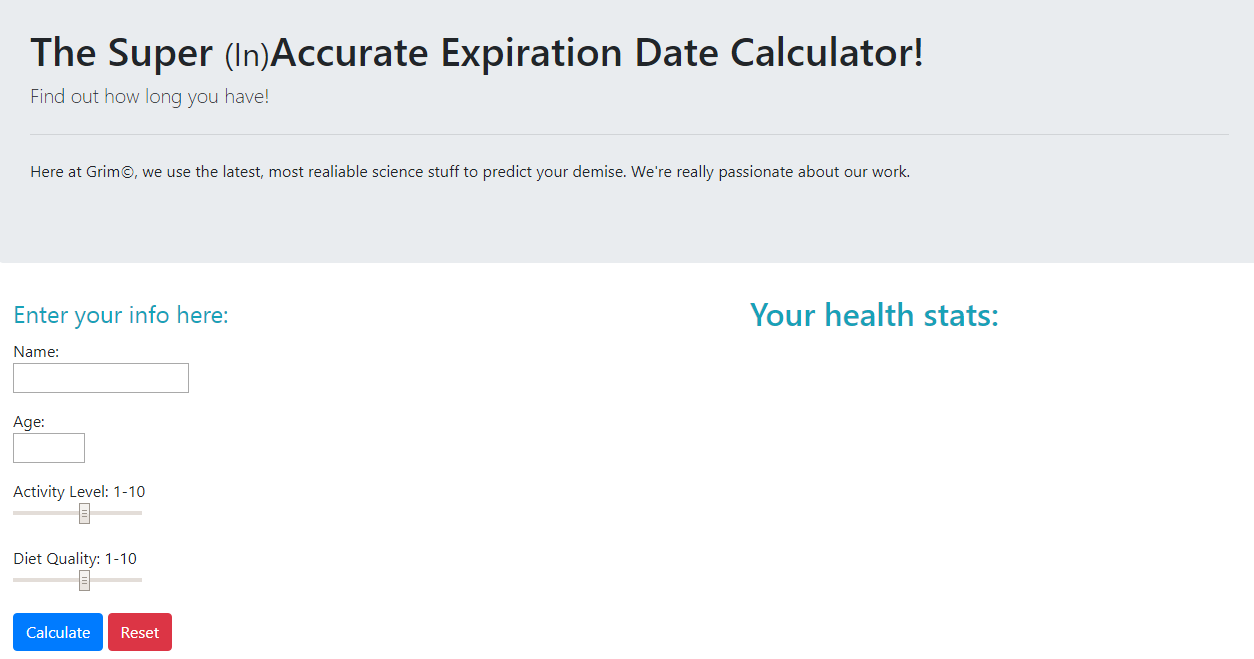 The Super (In)Accurate Expiration Date Calculator!
Find out how long you have!
Here at Grim©, we use the latest, most realiable science stuff to predict your demise. We're really passionate about our work.
Enter your info here:
Your health stats:
Name:
Age:
Activity Level: 1-10
Diet Quality: 1-10
Calculate Reset